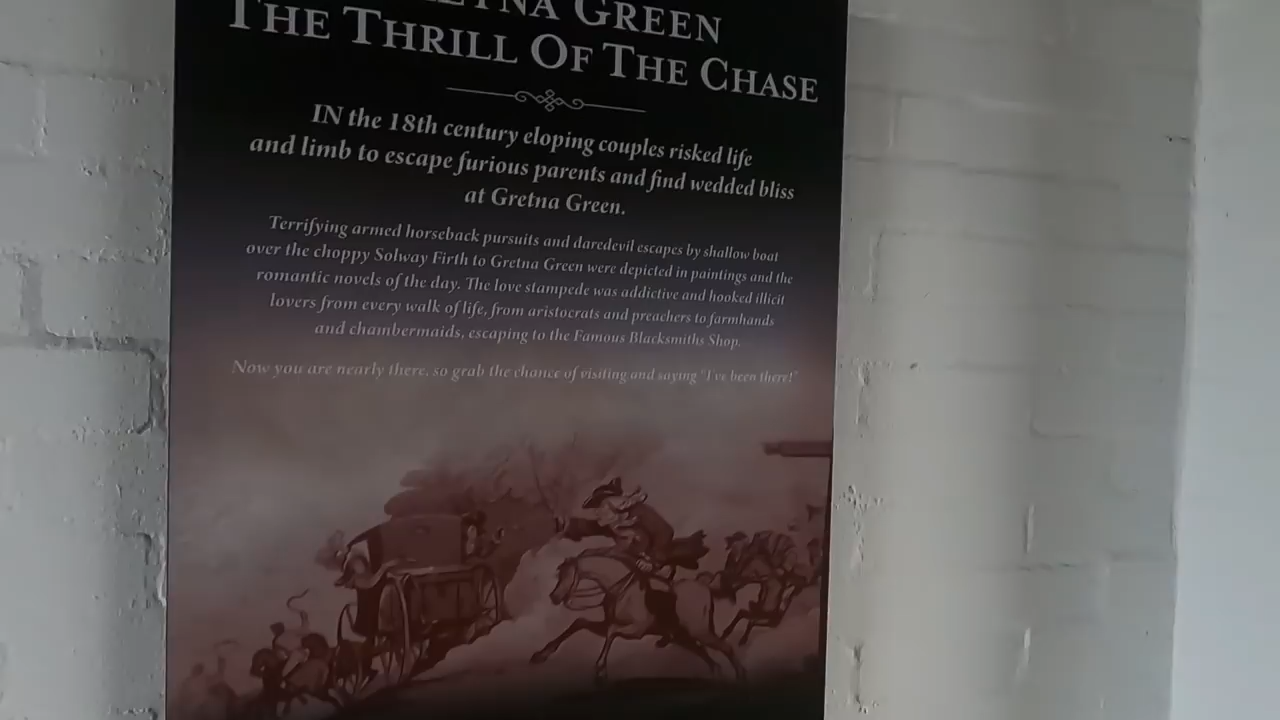 GREEN
THE THRILL OF THE CHASE
IN the 18th century eloping couples risked life
and limb to escape furious parents and find wedded bliss
at Gretna Green.
Terrifying armed horseback pursuits and daredevil escapes by shallow boat
over the choppy Solway Firth to Gretna Green were depicted in paintings and the
romantic novels of the day. The love stampede was addictive and hooked illicit
lovers from every walk of life, from aristocrats and preachers to farmhands
and chambermaids, escaping to the Famous Blacksmiths Shop.
Now you are nearly there, so grab the chance of visiting and saying "I've been there!"